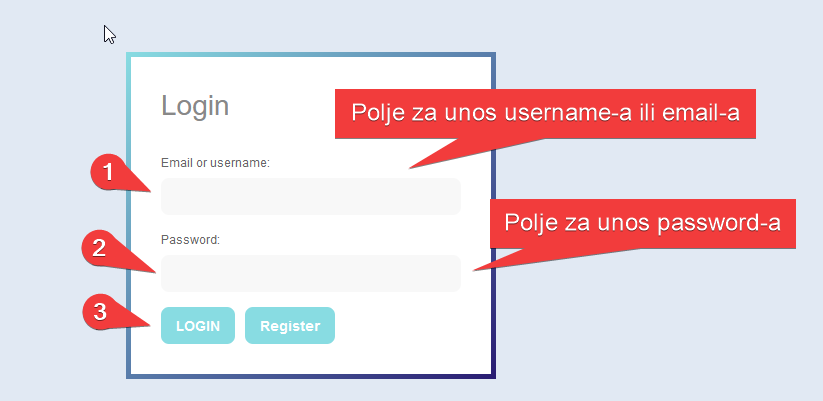 Login
Polje za unos username-a ili email-a
Email or username:
1
Polje za unos password-a
Password:
2
3
LOGIN
Register